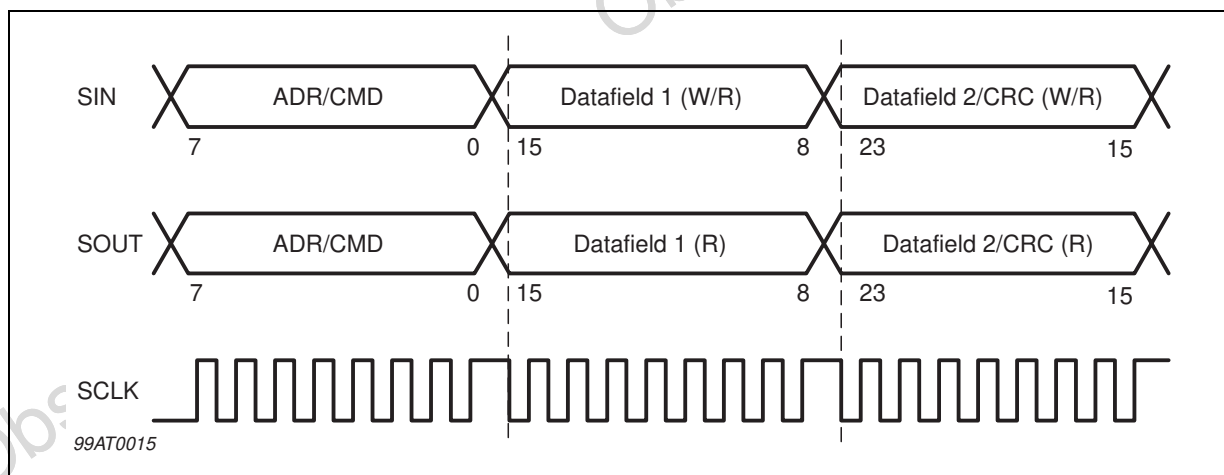 SIN ADR/CMD Datafield 1 (W/R) Datafield 2/CRC (W/R)
7 0 15 8 23 15
SOUT ADR/CMD Datafield 1 (R) Datafield 2/CRC (R)
7 0 15 8 23 15
SCLK
99AT0015